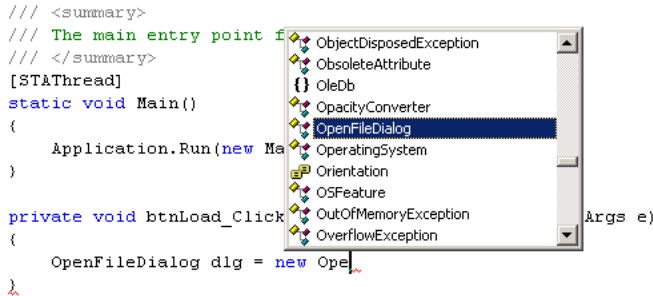 /// <summary>
/// The main entry point f
/// </summary>
[STAThread]
static void Main()
{
Application.Run(new Ma
}
private void btnLoad_Click
Args e)
{
OpenFileDialog dlg = new Ope
}
ObjectDisposedException
ObsoleteAttribute
{} OleDb
OpacityConverter
OpenFileDialog
OperatingSystem
Orientation
OSFeature
OutOfMemoryException
OverflowException